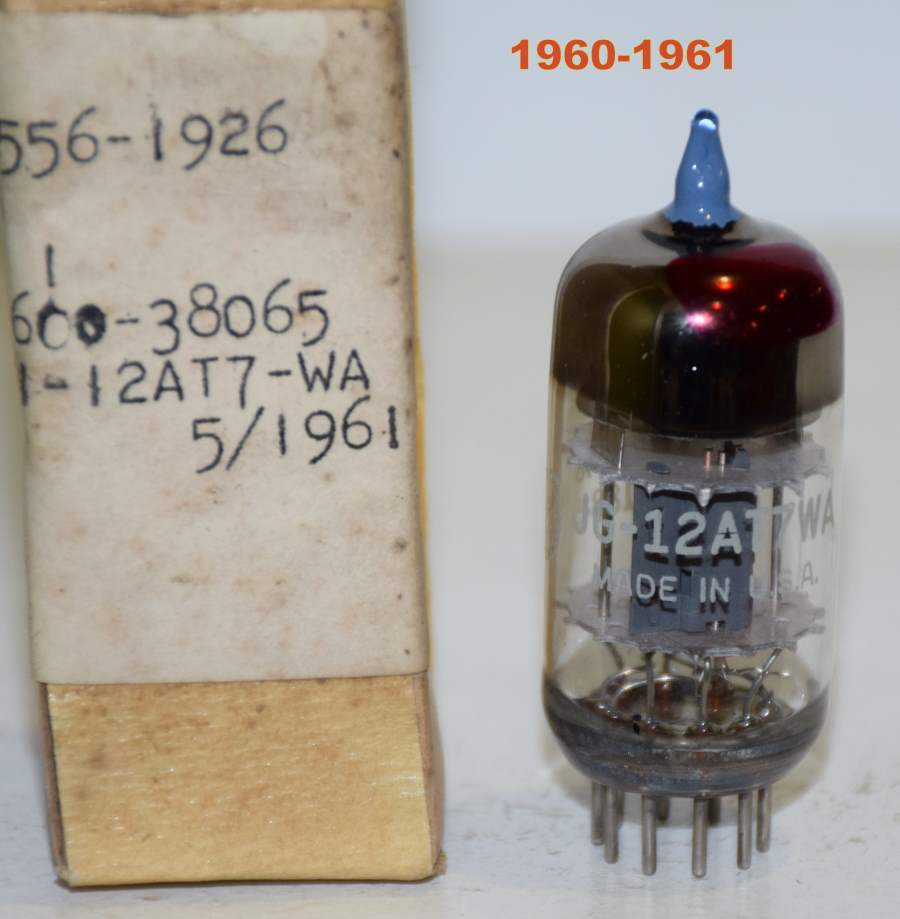 1960-1961
556-1926
1
600-38065
1-12AT7-WA
5/1961
JG-12AT7WA
MADE IN U.S.A.